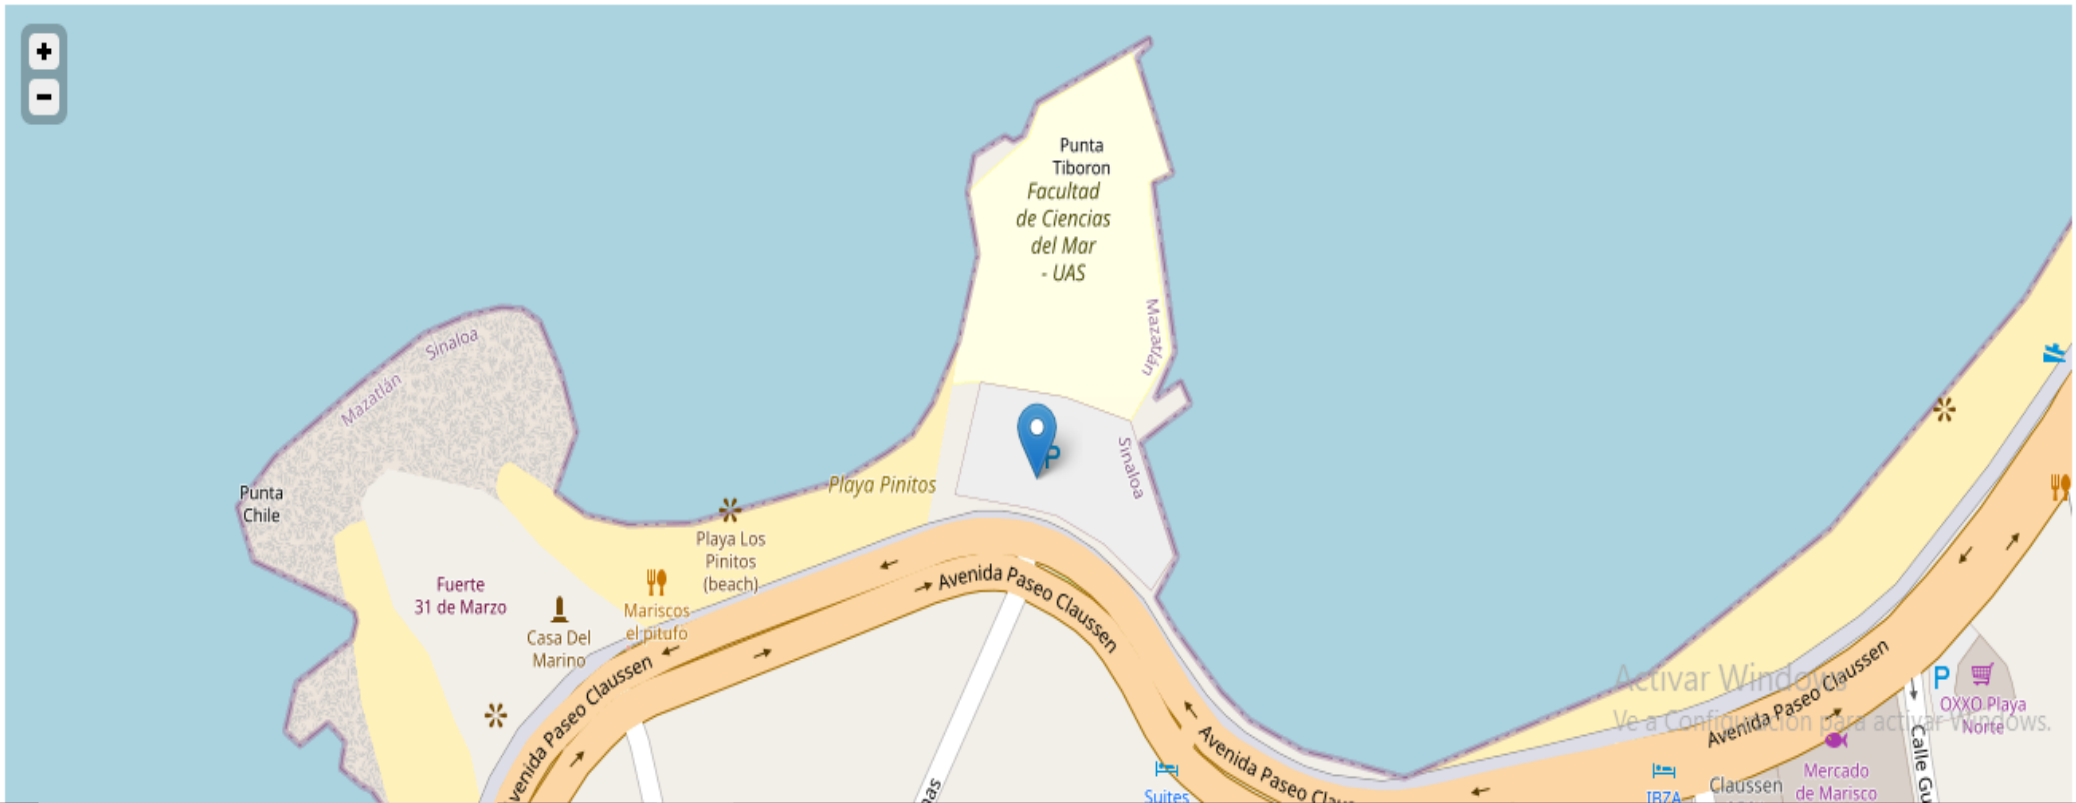 +
-
Punta
Tiboron
Facultad
de Ciencias
del Mar
- UAS
Mazatlán
Sinaloa
Sinaloa
Mazatlán
Punta
Chile
P
Playa Pinitos
Playa Los
Pinitos
(beach)
Fuerte
31 de Marzo
Casa Del
Marino
Mariscos
el pitufo
Avenida Paseo Claussen
Avenida Paseo Claussen
Avenida Paseo
Avenida Paseo Claussen
Activar Windows
Ve a Configuración para activar Windows.
P
OXXO Playa
Norte
Mercado
de Marisco
Claussen
Calle
Suites
IBZA